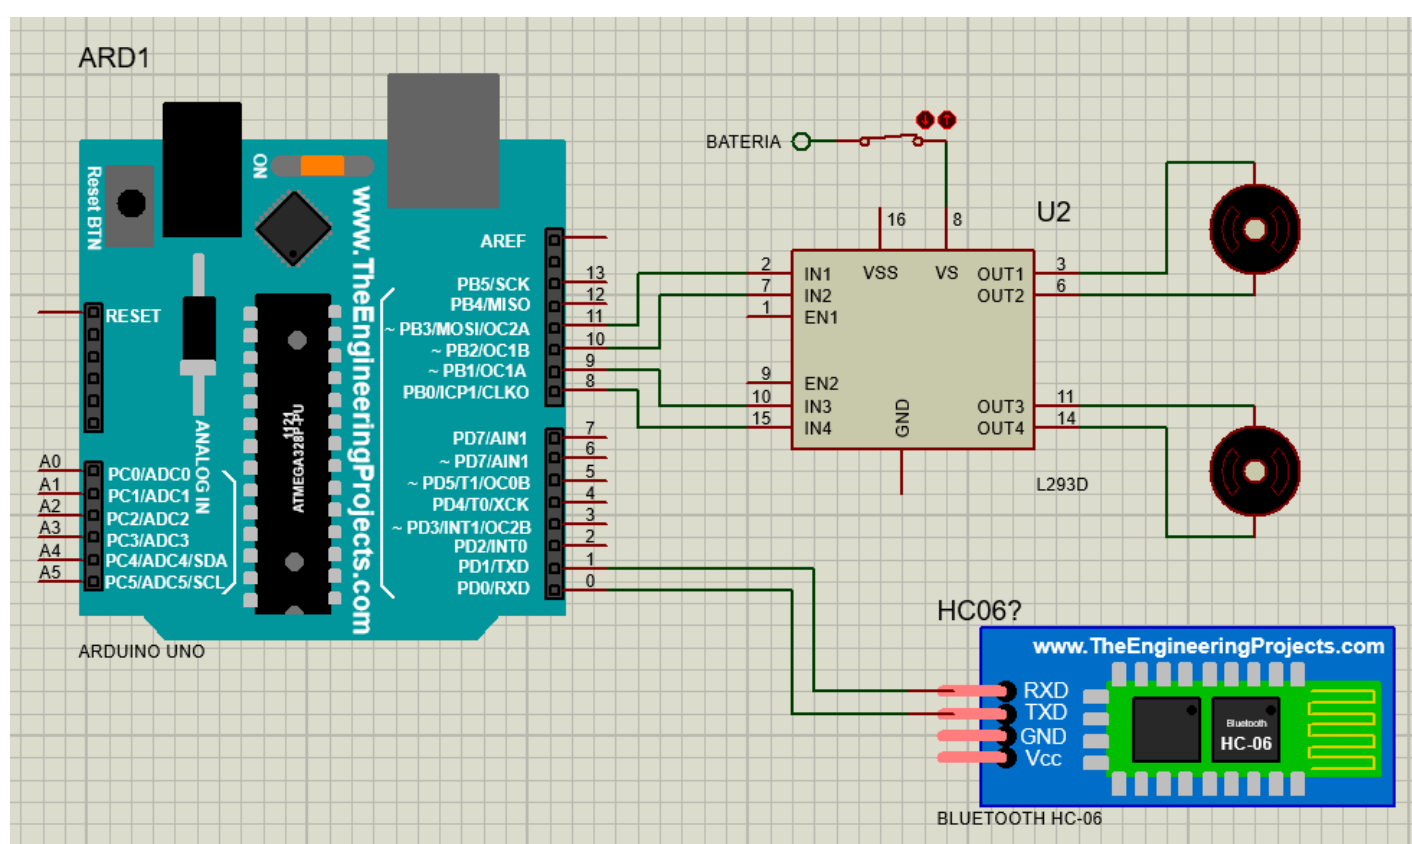 ARD1
ON
Reset BTN
www.TheEngineeringProjects.com
AREF
PB5/SCK
13
PB4/MISO
12
~ PB3/MOSI/OC2A
11
~ PB2/OC1B
10
~ PB1/OC1A
9
PB0/ICP1/CLKO
8
RESET
PD7/AIN1
7
~ PD7/AIN1
6
~ PD5/T1/OC0B
5
PD4/T0/XCK
4
~ PD3/INT1/OC2B
3
PD2/INT0
2
PD1/TXD
1
PD0/RXD
0
ANALOG IN
ATMEGA328P-PU
1121
A0
PC0/ADC0
A1
PC1/ADC1
A2
PC2/ADC2
A3
PC3/ADC3
A4
PC4/ADC4/SDA
A5
PC5/ADC5/SCL
ARDUINO UNO
BATERIA
U2
16
8
VSS
VS
2
IN1
7
IN2
1
EN1
9
EN2
10
IN3
15
IN4
GND
OUT1
3
OUT2
6
OUT3
11
OUT4
14
L293D
HC06?
www.TheEngineeringProjects.com
RXD
TXD
GND
Vcc
Bluetooth
HC-06
BLUETOOTH HC-06